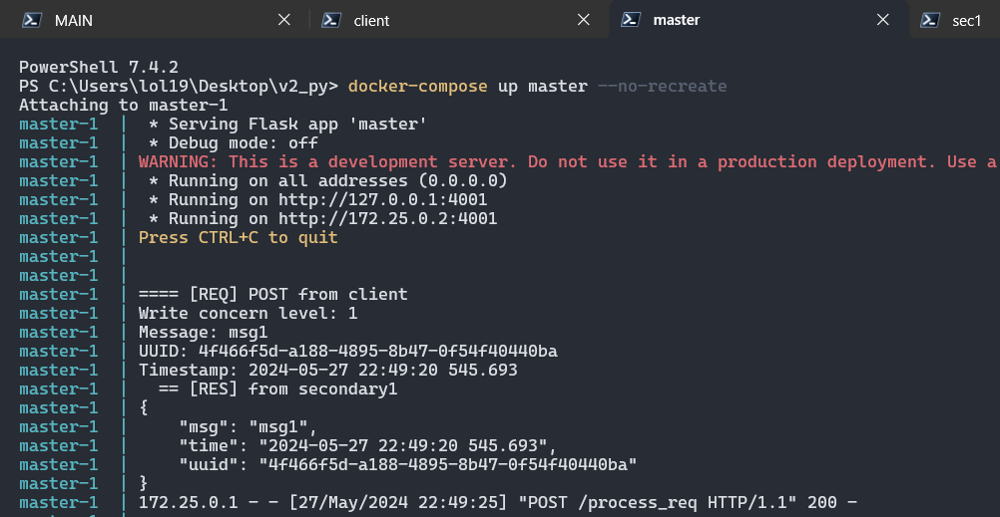 MAIN
client
master
sec1
PowerShell 7.4.2
PS C:\Users\lol19\Desktop\v2_py> docker-compose up master --no-recreate
Attaching to master-1
master-1  |  * Serving Flask app 'master'
master-1  |  * Debug mode: off
master-1  | WARNING: This is a development server. Do not use it in a production deployment. Use a
master-1  |  * Running on all addresses (0.0.0.0)
master-1  |  * Running on http://127.0.0.1:4001
master-1  |  * Running on http://172.25.0.2:4001
master-1  | Press CTRL+C to quit
master-1  |
master-1  |
master-1  | ==== [REQ] POST from client
master-1  | Write concern level: 1
master-1  | Message: msg1
master-1  | UUID: 4f466f5d-a188-4895-8b47-0f54f40440ba
master-1  | Timestamp: 2024-05-27 22:49:20 545.693
master-1  |   == [RES] from secondary1
master-1  | {
master-1  |     "msg": "msg1",
master-1  |     "time": "2024-05-27 22:49:20 545.693",
master-1  |     "uuid": "4f466f5d-a188-4895-8b47-0f54f40440ba"
master-1  | }
master-1  | 172.25.0.1 - - [27/May/2024 22:49:25] "POST /process_req HTTP/1.1" 200 -
master-1  |